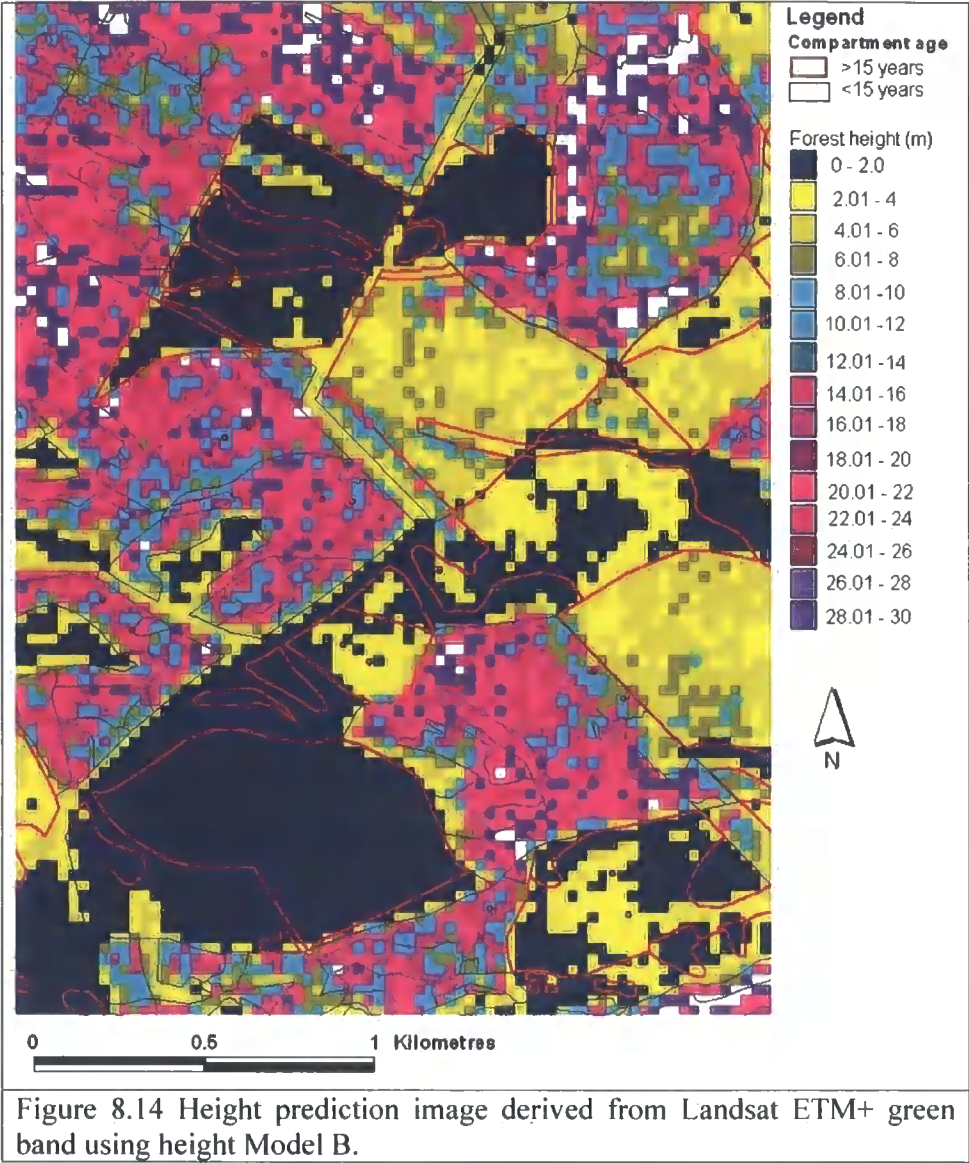 Legend
Compartment age
>15 years
<15 years
Forest height (m)
0 - 2.0
2.01 - 4
4.01 - 6
6.01 - 8
8.01 -10
10.01 -12
12.01 -14
14.01 -16
16.01 -18
18.01 - 20
20.01 - 22
22.01 - 24
24.01 - 26
26.01 - 28
28.01 - 30
N
0 0.5 1 Kilometres
Figure 8.14 Height prediction image derived from Landsat ETM+ green
band using height Model B.